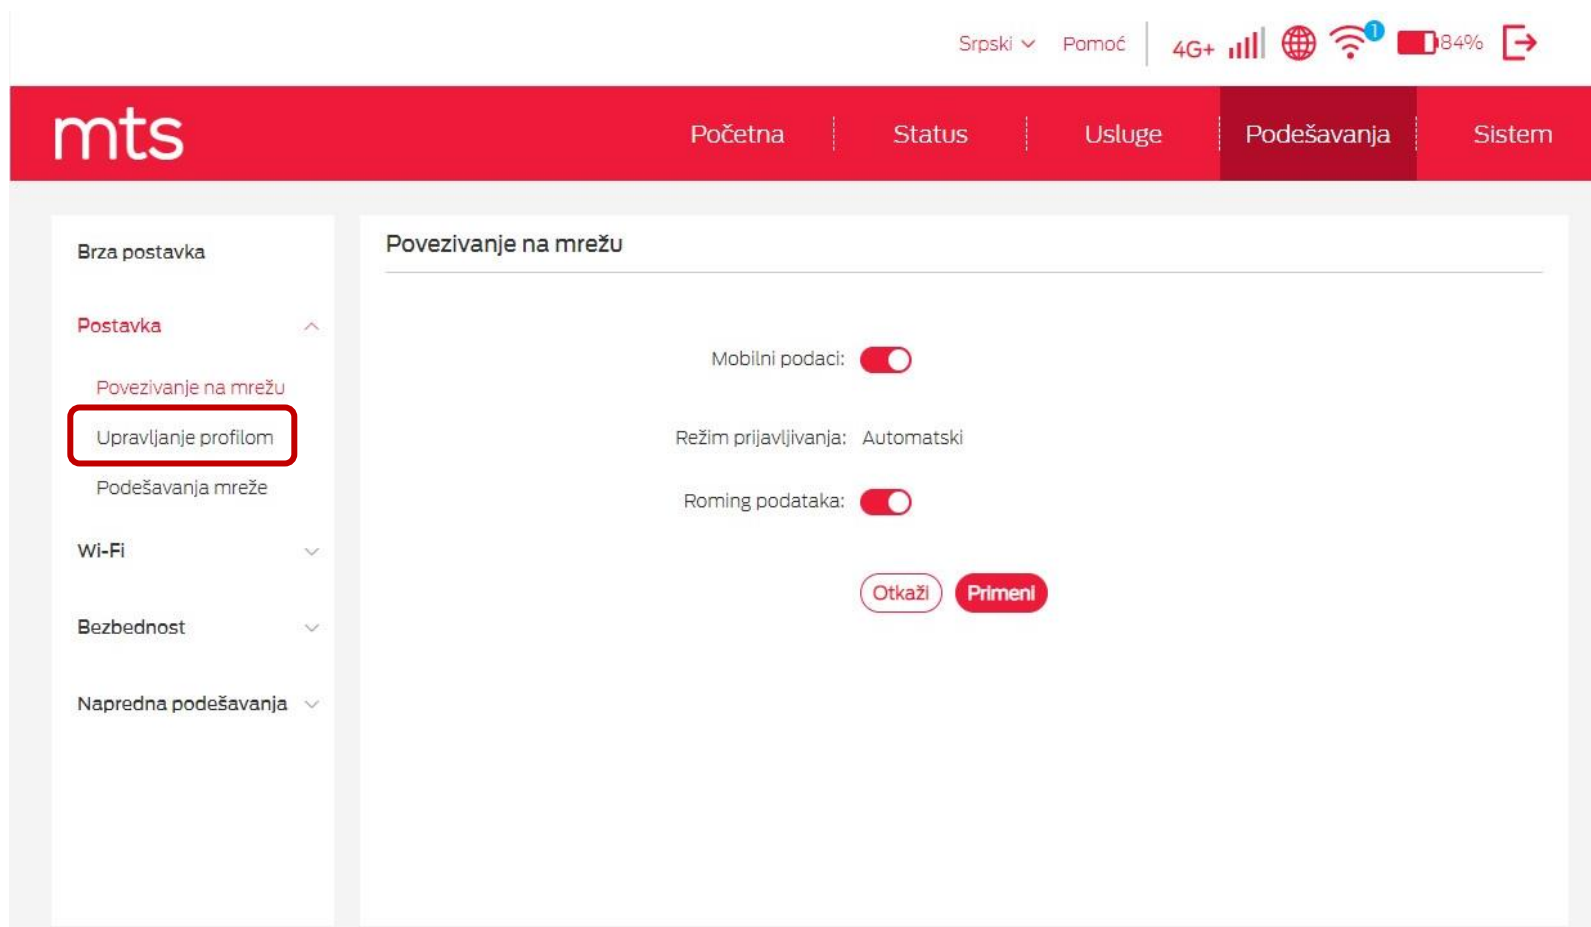 Srpski Pomoć 4G+ 1 84%
mts Početna Status Usluge Podešavanja Sistem
Brza postavka
Postavka
Povezivanje na mrežu
Upravljanje profilom
Podešavanja mreže
Wi-Fi
Bezbednost
Napredna podešavanja
Povezivanje na mrežu
Mobilni podaci:
Režim prijavljivanja: Automatski
Roming podataka:
Otkaži Primeni